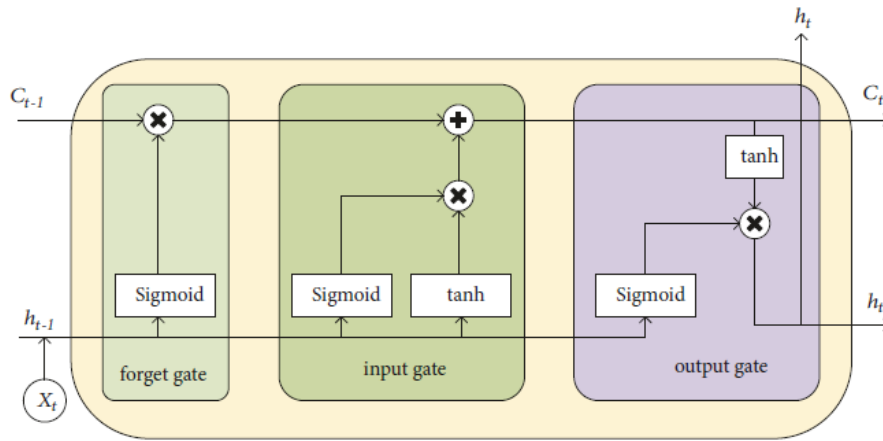 h_t
C_{t-1}
C_t
tanh
Sigmoid
Sigmoid
tanh
Sigmoid
h_{t-1}
h_t
forget gate
input gate
output gate
X_t